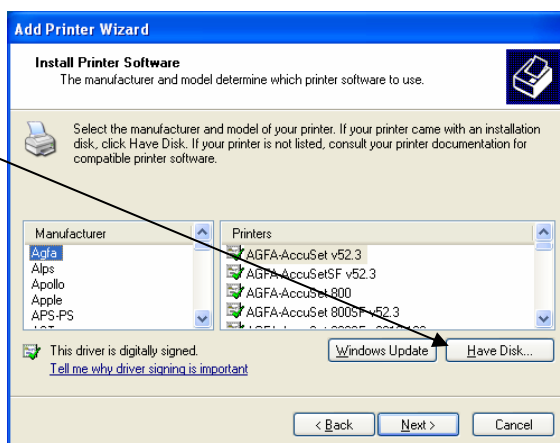 Add Printer Wizard
Install Printer Software
The manufacturer and model determine which printer software to use.
Select the manufacturer and model of your printer. If your printer came with an installation
disk, click Have Disk. If your printer is not listed, consult your printer documentation for
compatible printer software.
Manufacturer
Agfa
Alps
Apollo
Apple
APS-PS
Printers
AGFA-AccuSet v52.3
AGFA-AccuSetSF v52.3
AGFA-AccuSet 800
AGFA-AccuSet 800SF v52.3
This driver is digitally signed.
Tell me why driver signing is important
Windows Update
Have Disk...
< Back
Next >
Cancel